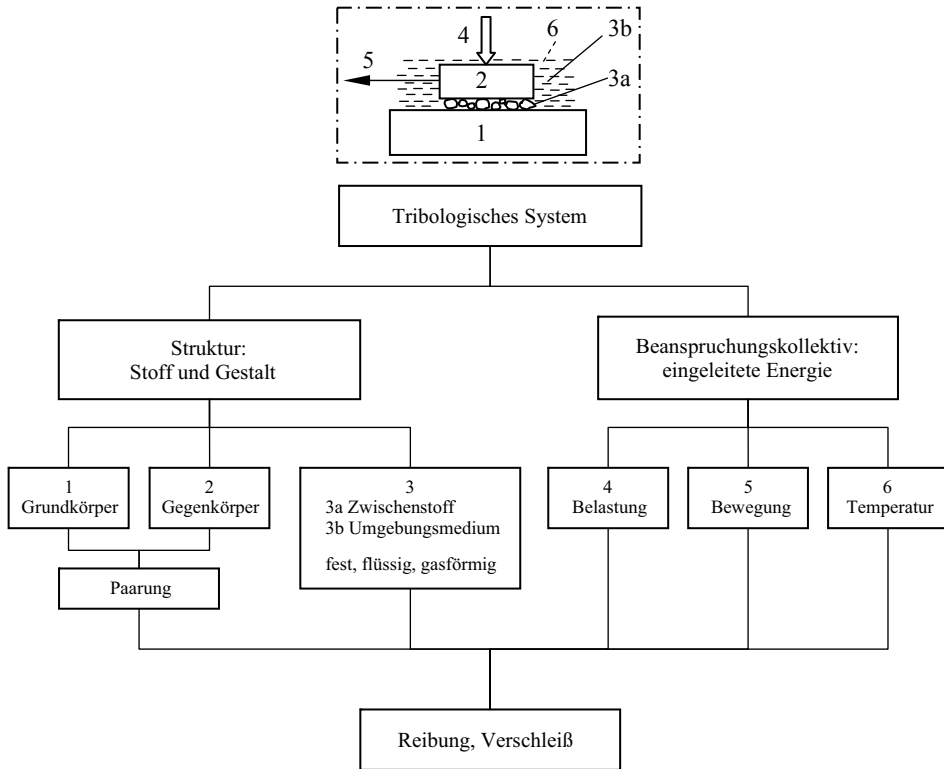 4
6
3b
5
2
3a
1
Tribologisches System
Struktur:
Stoff und Gestalt
Beanspruchungskollektiv:
eingeleitete Energie
1
Grundkörper
2
Gegenkörper
3
3a Zwischenstoff
3b Umgebungsmedium
fest, flüssig, gasförmig
4
Belastung
5
Bewegung
6
Temperatur
Paarung
Reibung, Verschleiß